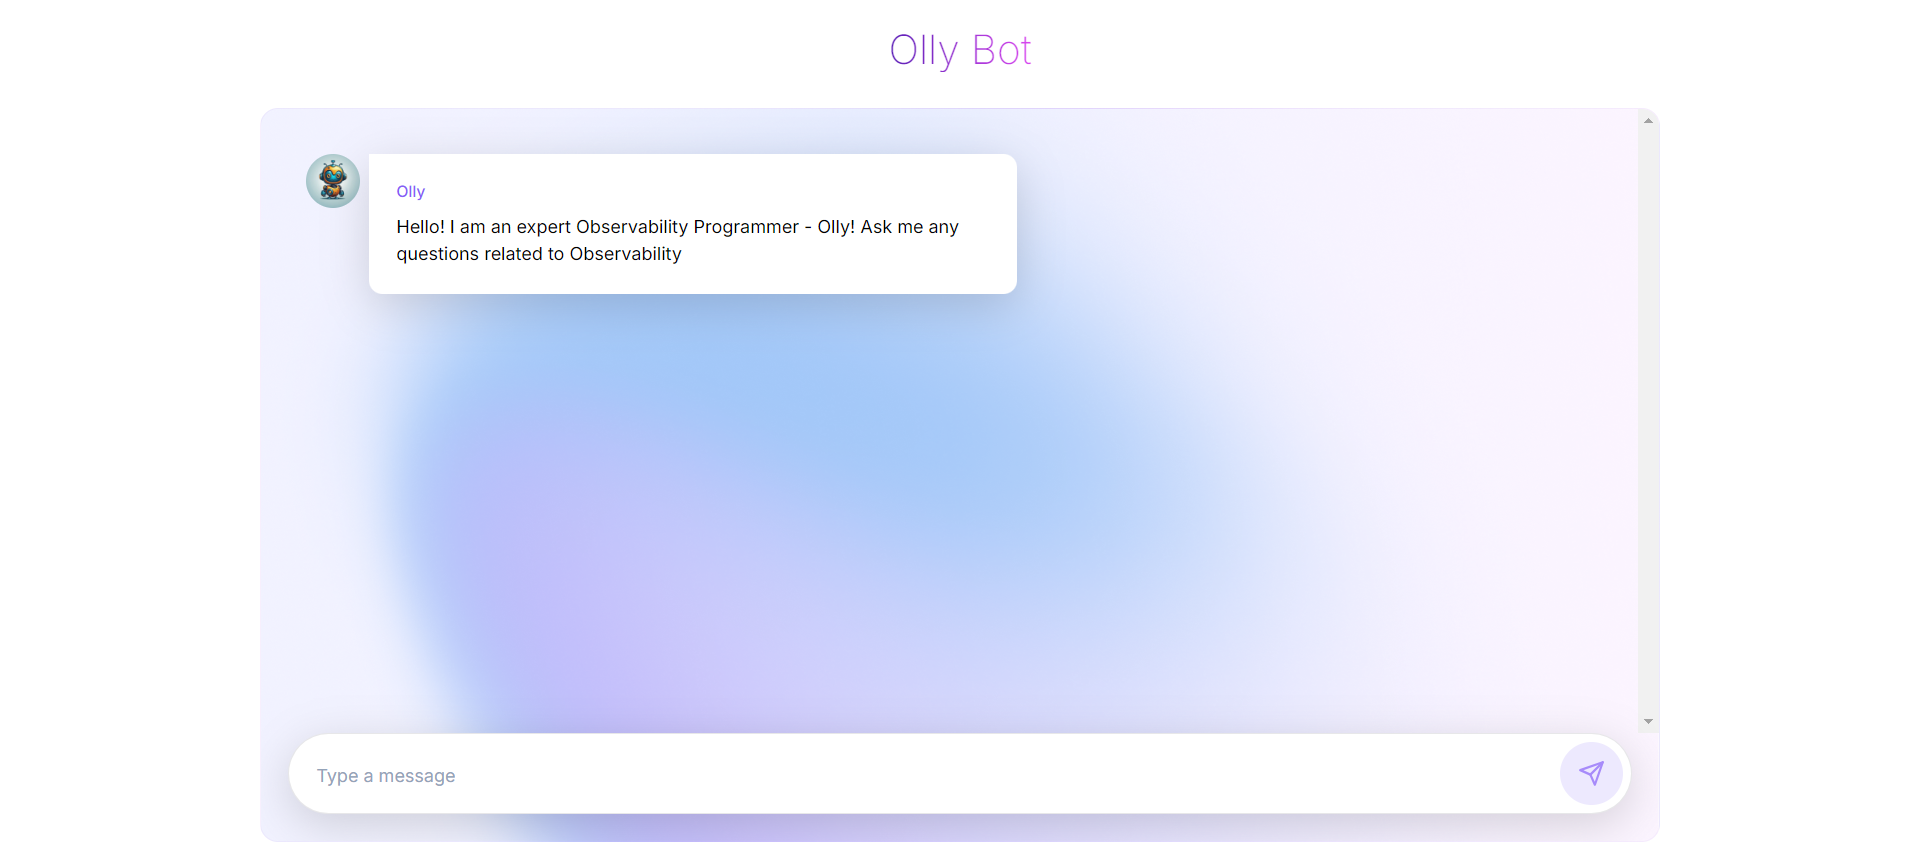 Olly Bot
Olly
Hello! I am an expert Observability Programmer - Olly! Ask me any
questions related to Observability
Type a message